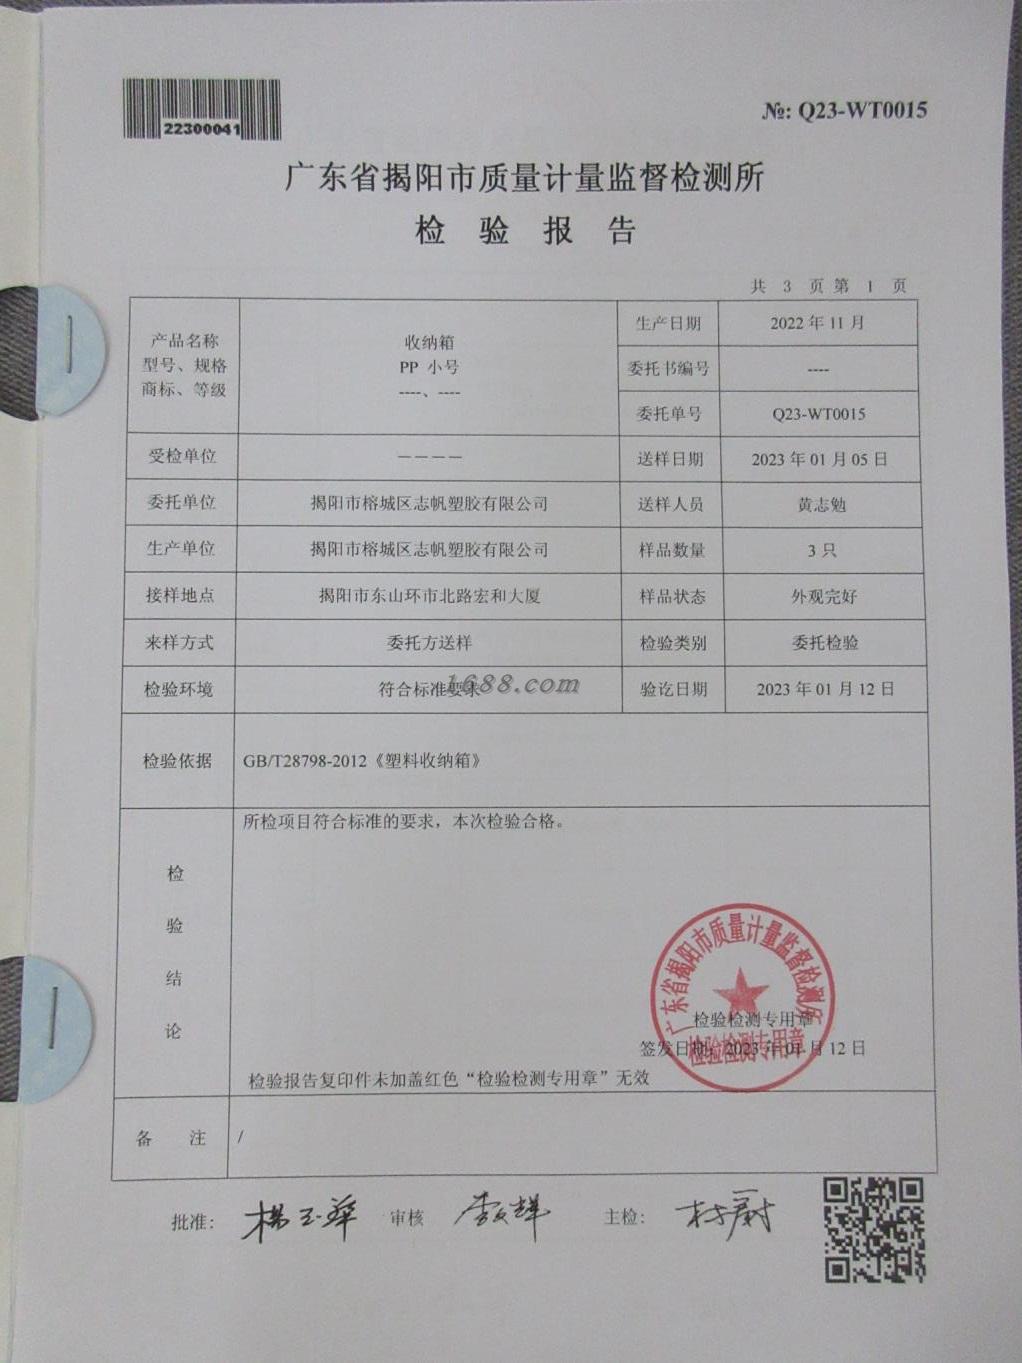 22300041
№: Q23-WT0015
广东省揭阳市质量计量监督检测所
检 验 报 告
共 3 页 第 1 页
产品名称
型号、规格
商标、等级
收纳箱
PP 小号
----、----
生产日期 2022 年 11 月
委托书编号 ----
委托单号 Q23-WT0015
受检单位 ———— 送样日期 2023 年 01 月 05 日
委托单位 揭阳市榕城区志帆塑胶有限公司 送样人员 黄志勉
生产单位 揭阳市榕城区志帆塑胶有限公司 样品数量 3 只
接样地点 揭阳市东山环市北路宏和大厦 样品状态 外观完好
来样方式 委托方送样 检验类别 委托检验
检验环境 符合标准要求 验讫日期 2023 年 01 月 12 日
1688.com
检验依据 GB/T28798-2012《塑料收纳箱》
检验结论
所检项目符合标准的要求，本次检验合格。
广东省揭阳市质量计量监督检测所
检验检测专用章
检验检测专用章
签发日期：2023 年 01 月 12 日
检验报告复印件未加盖红色“检验检测专用章”无效
备 注 /
批准: 审核 主检: